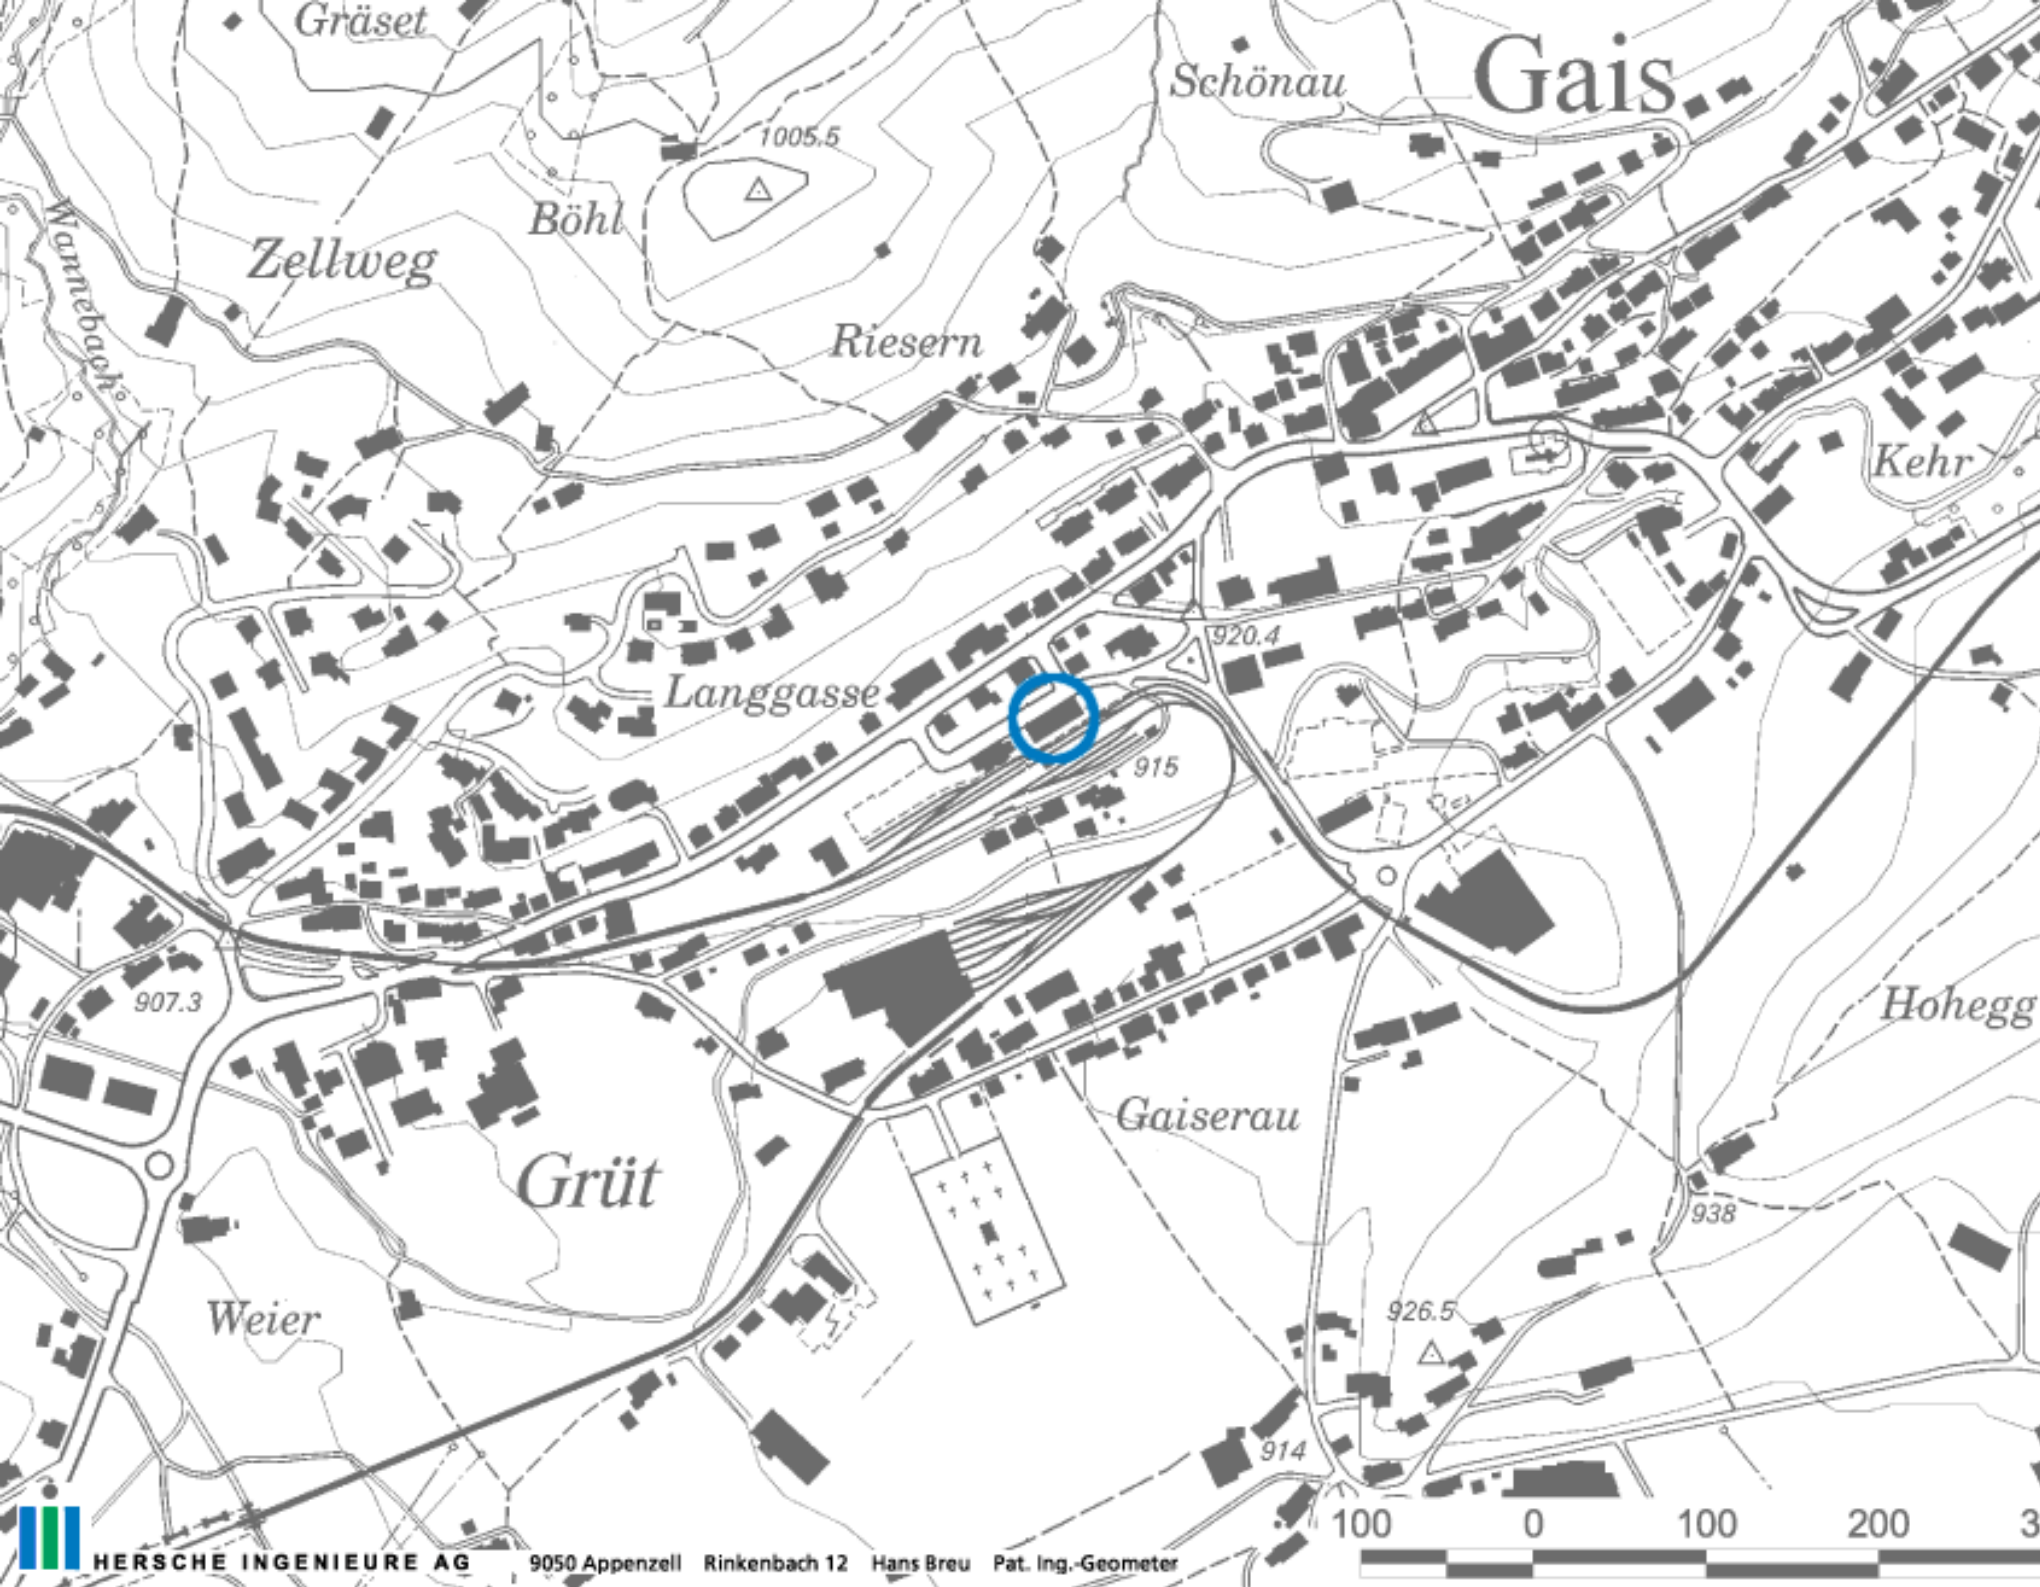 Gräset
Schönau
Gais
1005.5
Böhl
Wannebach
Zellweg
Riesern
Kehr
920.4
Langgasse
915
907.3
Hohegg
Gaiserau
Grüt
938
Weier
926.5
914
100 0 100 200 3
HERSCHE INGENIEURE AG 9050 Appenzell Rinkenbach 12 Hans Breu Pat. Ing.-Geometer